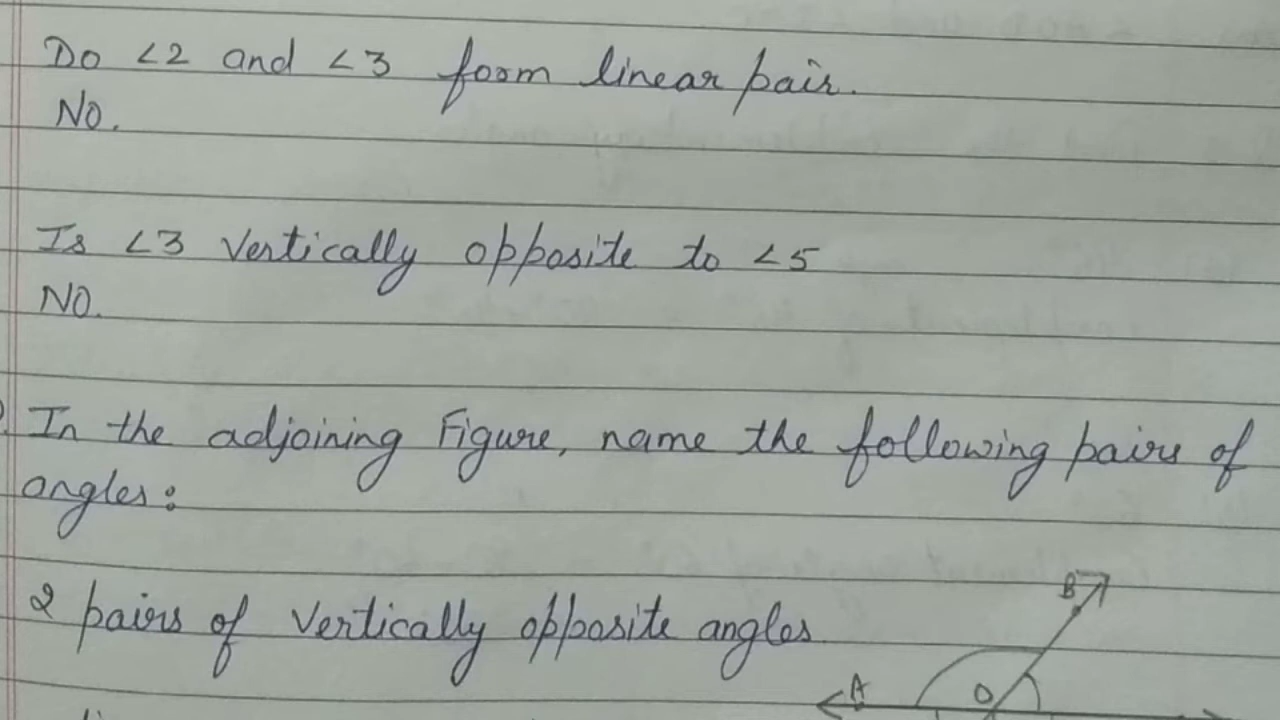 Do <2 and <3 form linear pair.
No.
Is <3 Vertically opposite to <5
NO.
In the adjoining Figure, name the following pairs of
angles:
2 pairs of Vertically opposite angles
B
A
O